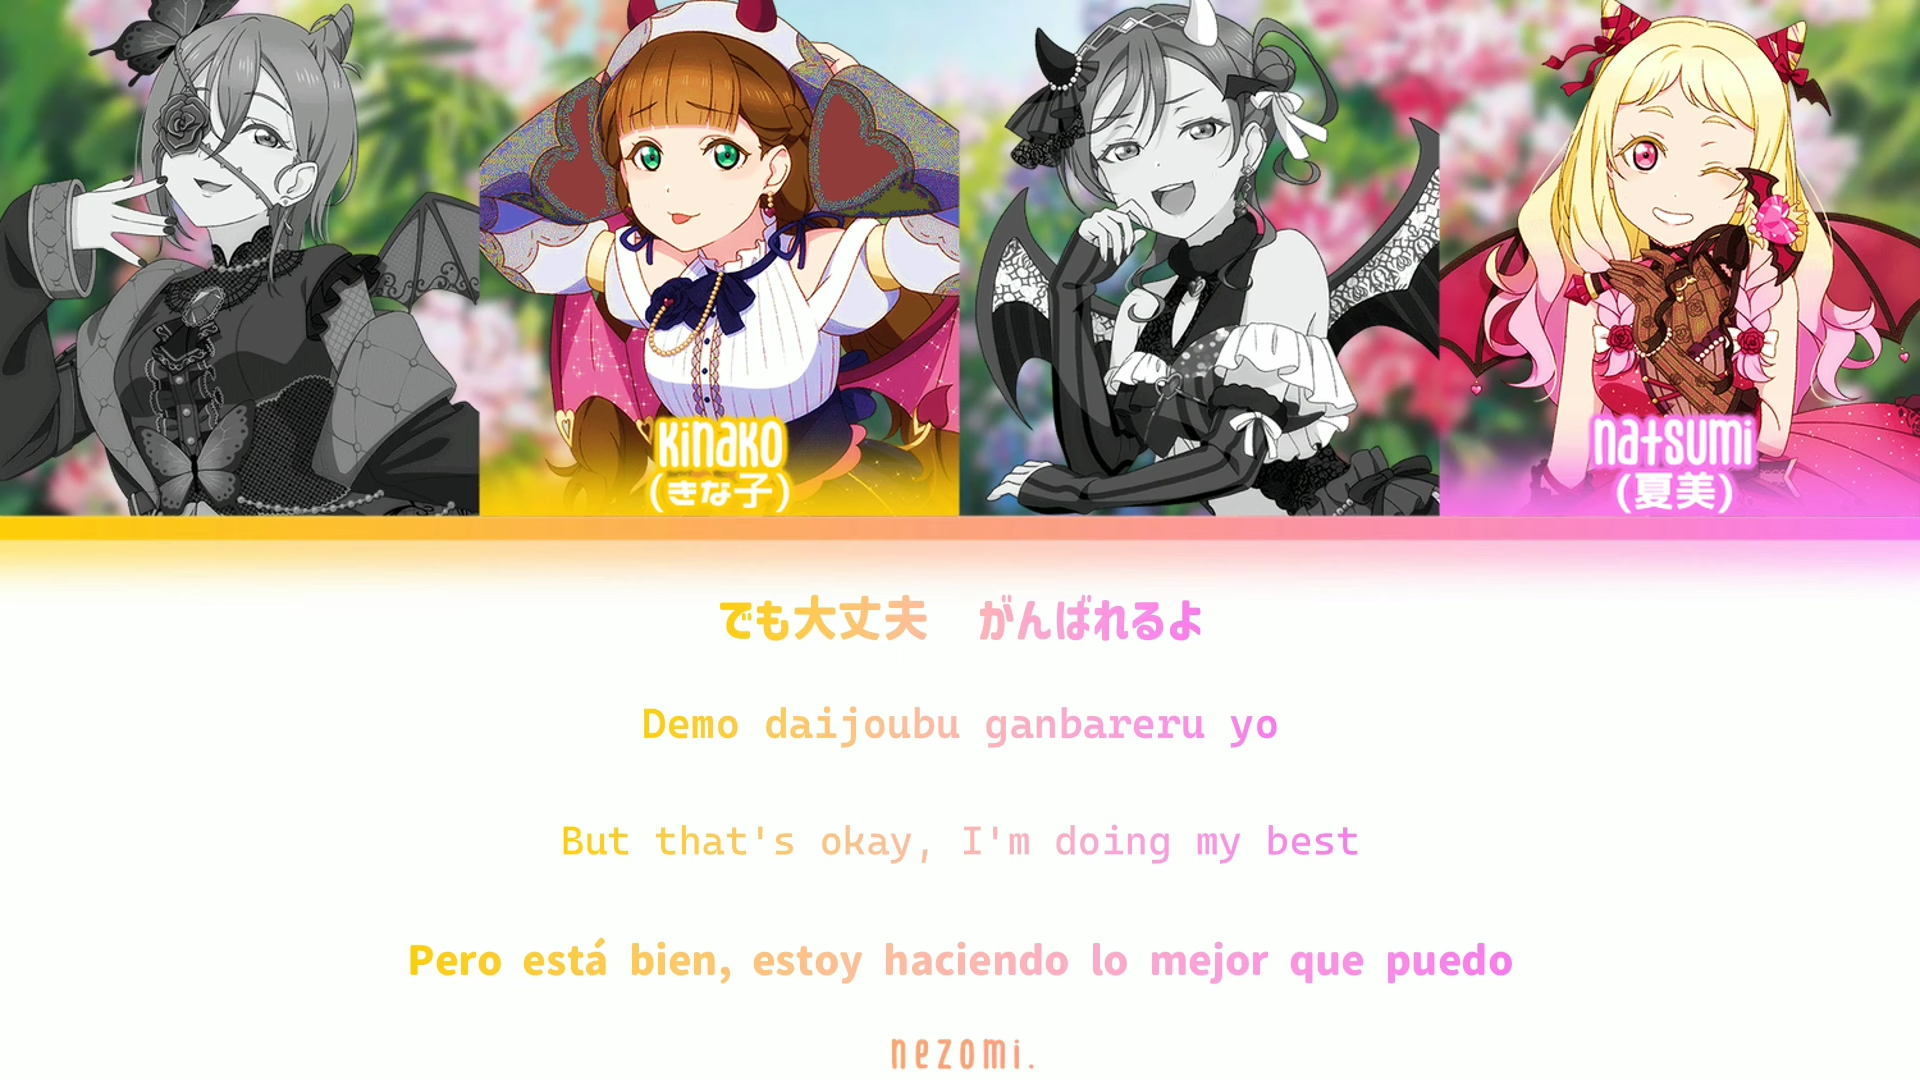 Kinako
(きな子)
natsumi
(夏美)
でも大丈夫　がんばれるよ
Demo daijoubu ganbareru yo
But that's okay, I'm doing my best
Pero está bien, estoy haciendo lo mejor que puedo
nezomi.